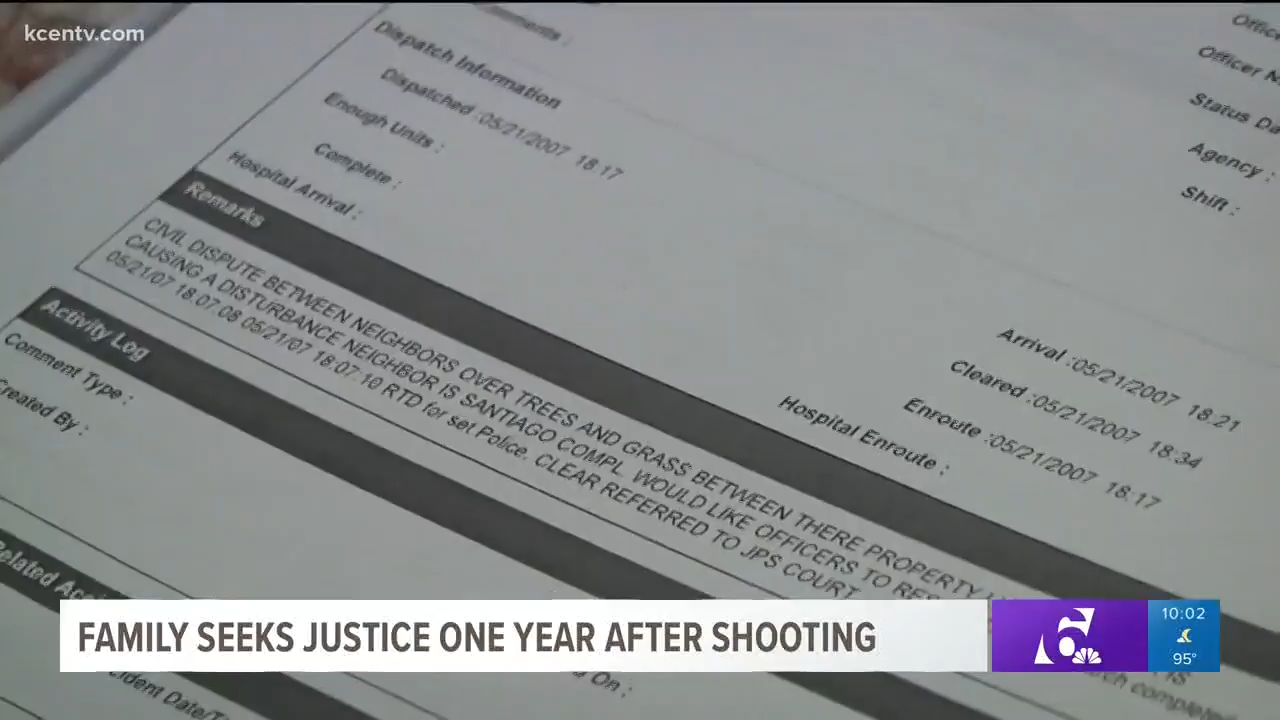 kcentv.com
Dispatch Information
Dispatched :05/21/2007 18:17
Enough Units :
Complete :
Hospital Arrival :
Officer N
Status Da
Agency :
Shift :
Arrival :05/21/2007 18:21
Cleared :05/21/2007 18:34
Enroute :05/21/2007 18:17
Hospital Enroute :
Remarks
CIVIL DISPUTE BETWEEN NEIGHBORS OVER TREES AND GRASS BETWEEN THERE PROPERTY
CAUSING A DISTURBANCE NEIGHBOR IS SANTIAGO COMPL. WOULD LIKE OFFICERS TO RES
05/21/07 18:07:08 05/21/07 18:07:10 RTD for set Police. CLEAR REFERRED TO JPS COURT
Activity Log
Comment Type :
Created By :
On :
FAMILY SEEKS JUSTICE ONE YEAR AFTER SHOOTING
6
10:02
95°